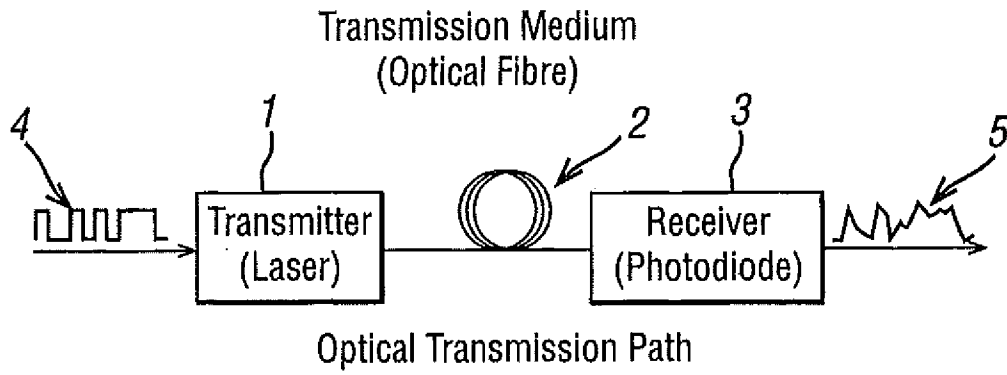 Transmission Medium
(Optical Fibre)
4
1
2
3
5
Transmitter
(Laser)
Receiver
(Photodiode)
Optical Transmission Path